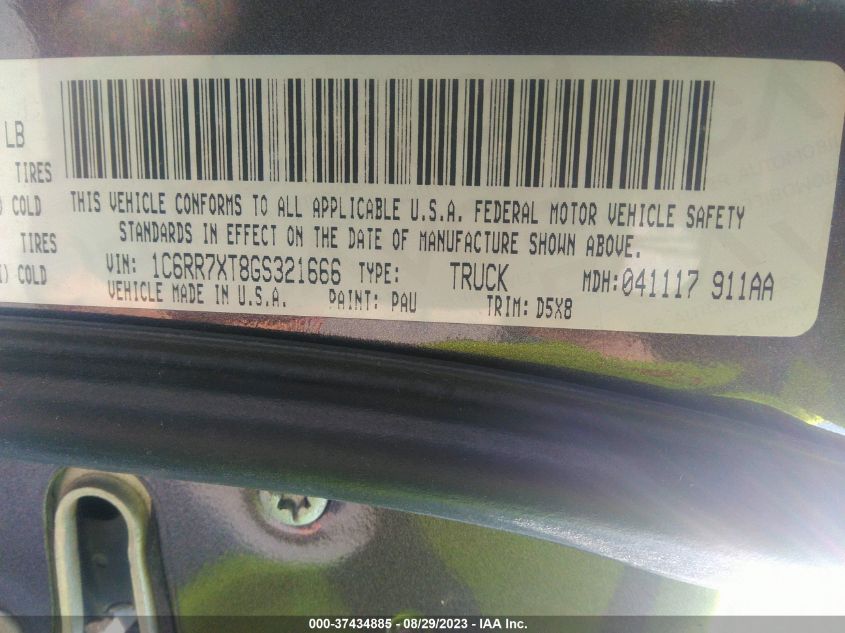 LB
TIRES
COLD
TIRES
COLD
THIS VEHICLE CONFORMS TO ALL APPLICABLE U.S.A. FEDERAL MOTOR VEHICLE SAFETY
STANDARDS IN EFFECT ON THE DATE OF MANUFACTURE SHOWN ABOVE.
VIN: 1C6RR7XT8GS321666 TYPE: TRUCK MDH:041117 911AA
VEHICLE MADE IN U.S.A. PAINT: PAU TRIM: D5X8
000-37434885 - 08/29/2023 - IAA Inc.